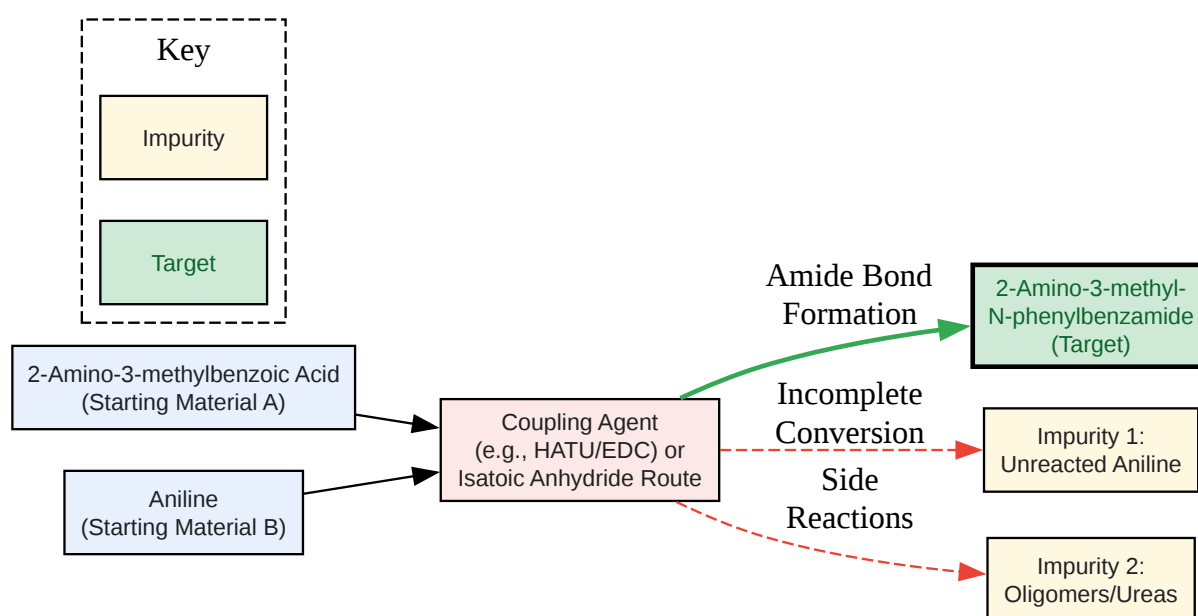 Key
Impurity
Target
2-Amino-3-methylbenzoic Acid
(Starting Material A)
Aniline
(Starting Material B)
Coupling Agent
(e.g., HATU/EDC) or
Isatoic Anhydride Route
Amide Bond
Formation
Incomplete
Conversion
Side
Reactions
2-Amino-3-methyl-
N-phenylbenzamide
(Target)
Impurity 1:
Unreacted Aniline
Impurity 2:
Oligomers/Ureas